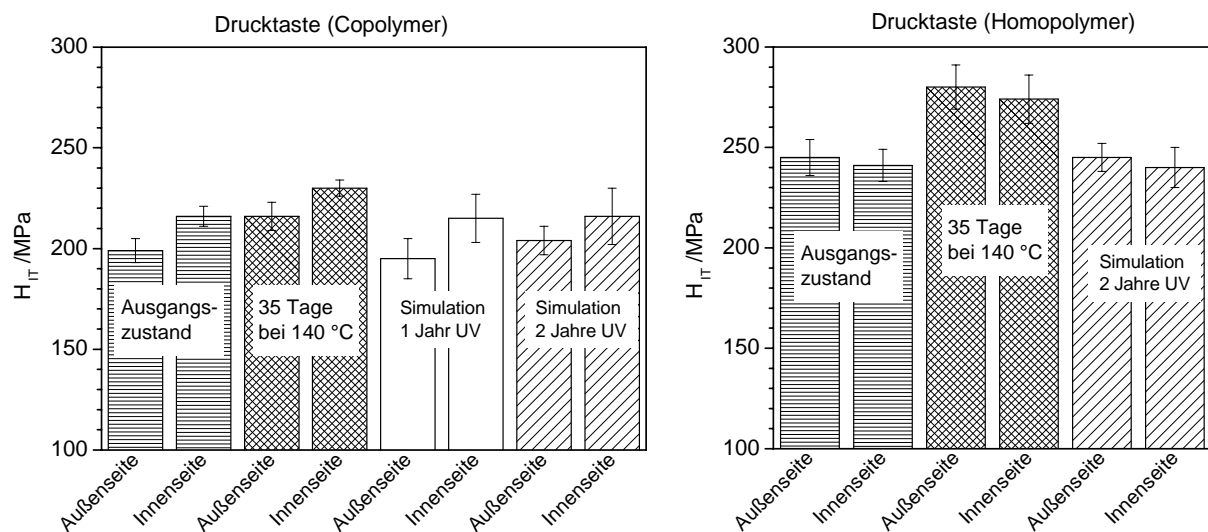 Drucktaste (Copolymer)
300
250
200
150
100
H_IT /MPa
Ausgangs-
zustand
35 Tage
bei 140 °C
Simulation
1 Jahr UV
Simulation
2 Jahre UV
Außenseite
Innenseite
Außenseite
Innenseite
Außenseite
Innenseite
Außenseite
Innenseite
Drucktaste (Homopolymer)
300
250
200
150
100
H_IT /MPa
Ausgangs-
zustand
35 Tage
bei 140 °C
Simulation
2 Jahre UV
Außenseite
Innenseite
Außenseite
Innenseite
Außenseite
Innenseite